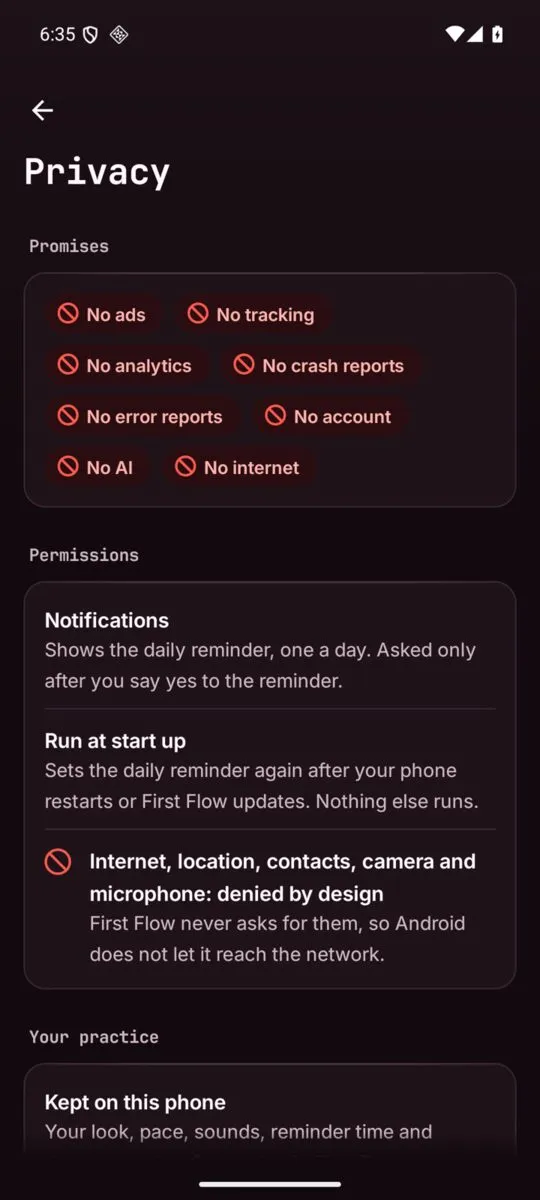 6:35
Privacy
Promises
No ads No tracking
No analytics No crash reports
No error reports No account
No AI No internet
Permissions
Notifications
Shows the daily reminder, one a day. Asked only
after you say yes to the reminder.
Run at start up
Sets the daily reminder again after your phone
restarts or First Flow updates. Nothing else runs.
Internet, location, contacts, camera and
microphone: denied by design
First Flow never asks for them, so Android
does not let it reach the network.
Your practice
Kept on this phone
Your look, pace, sounds, reminder time and